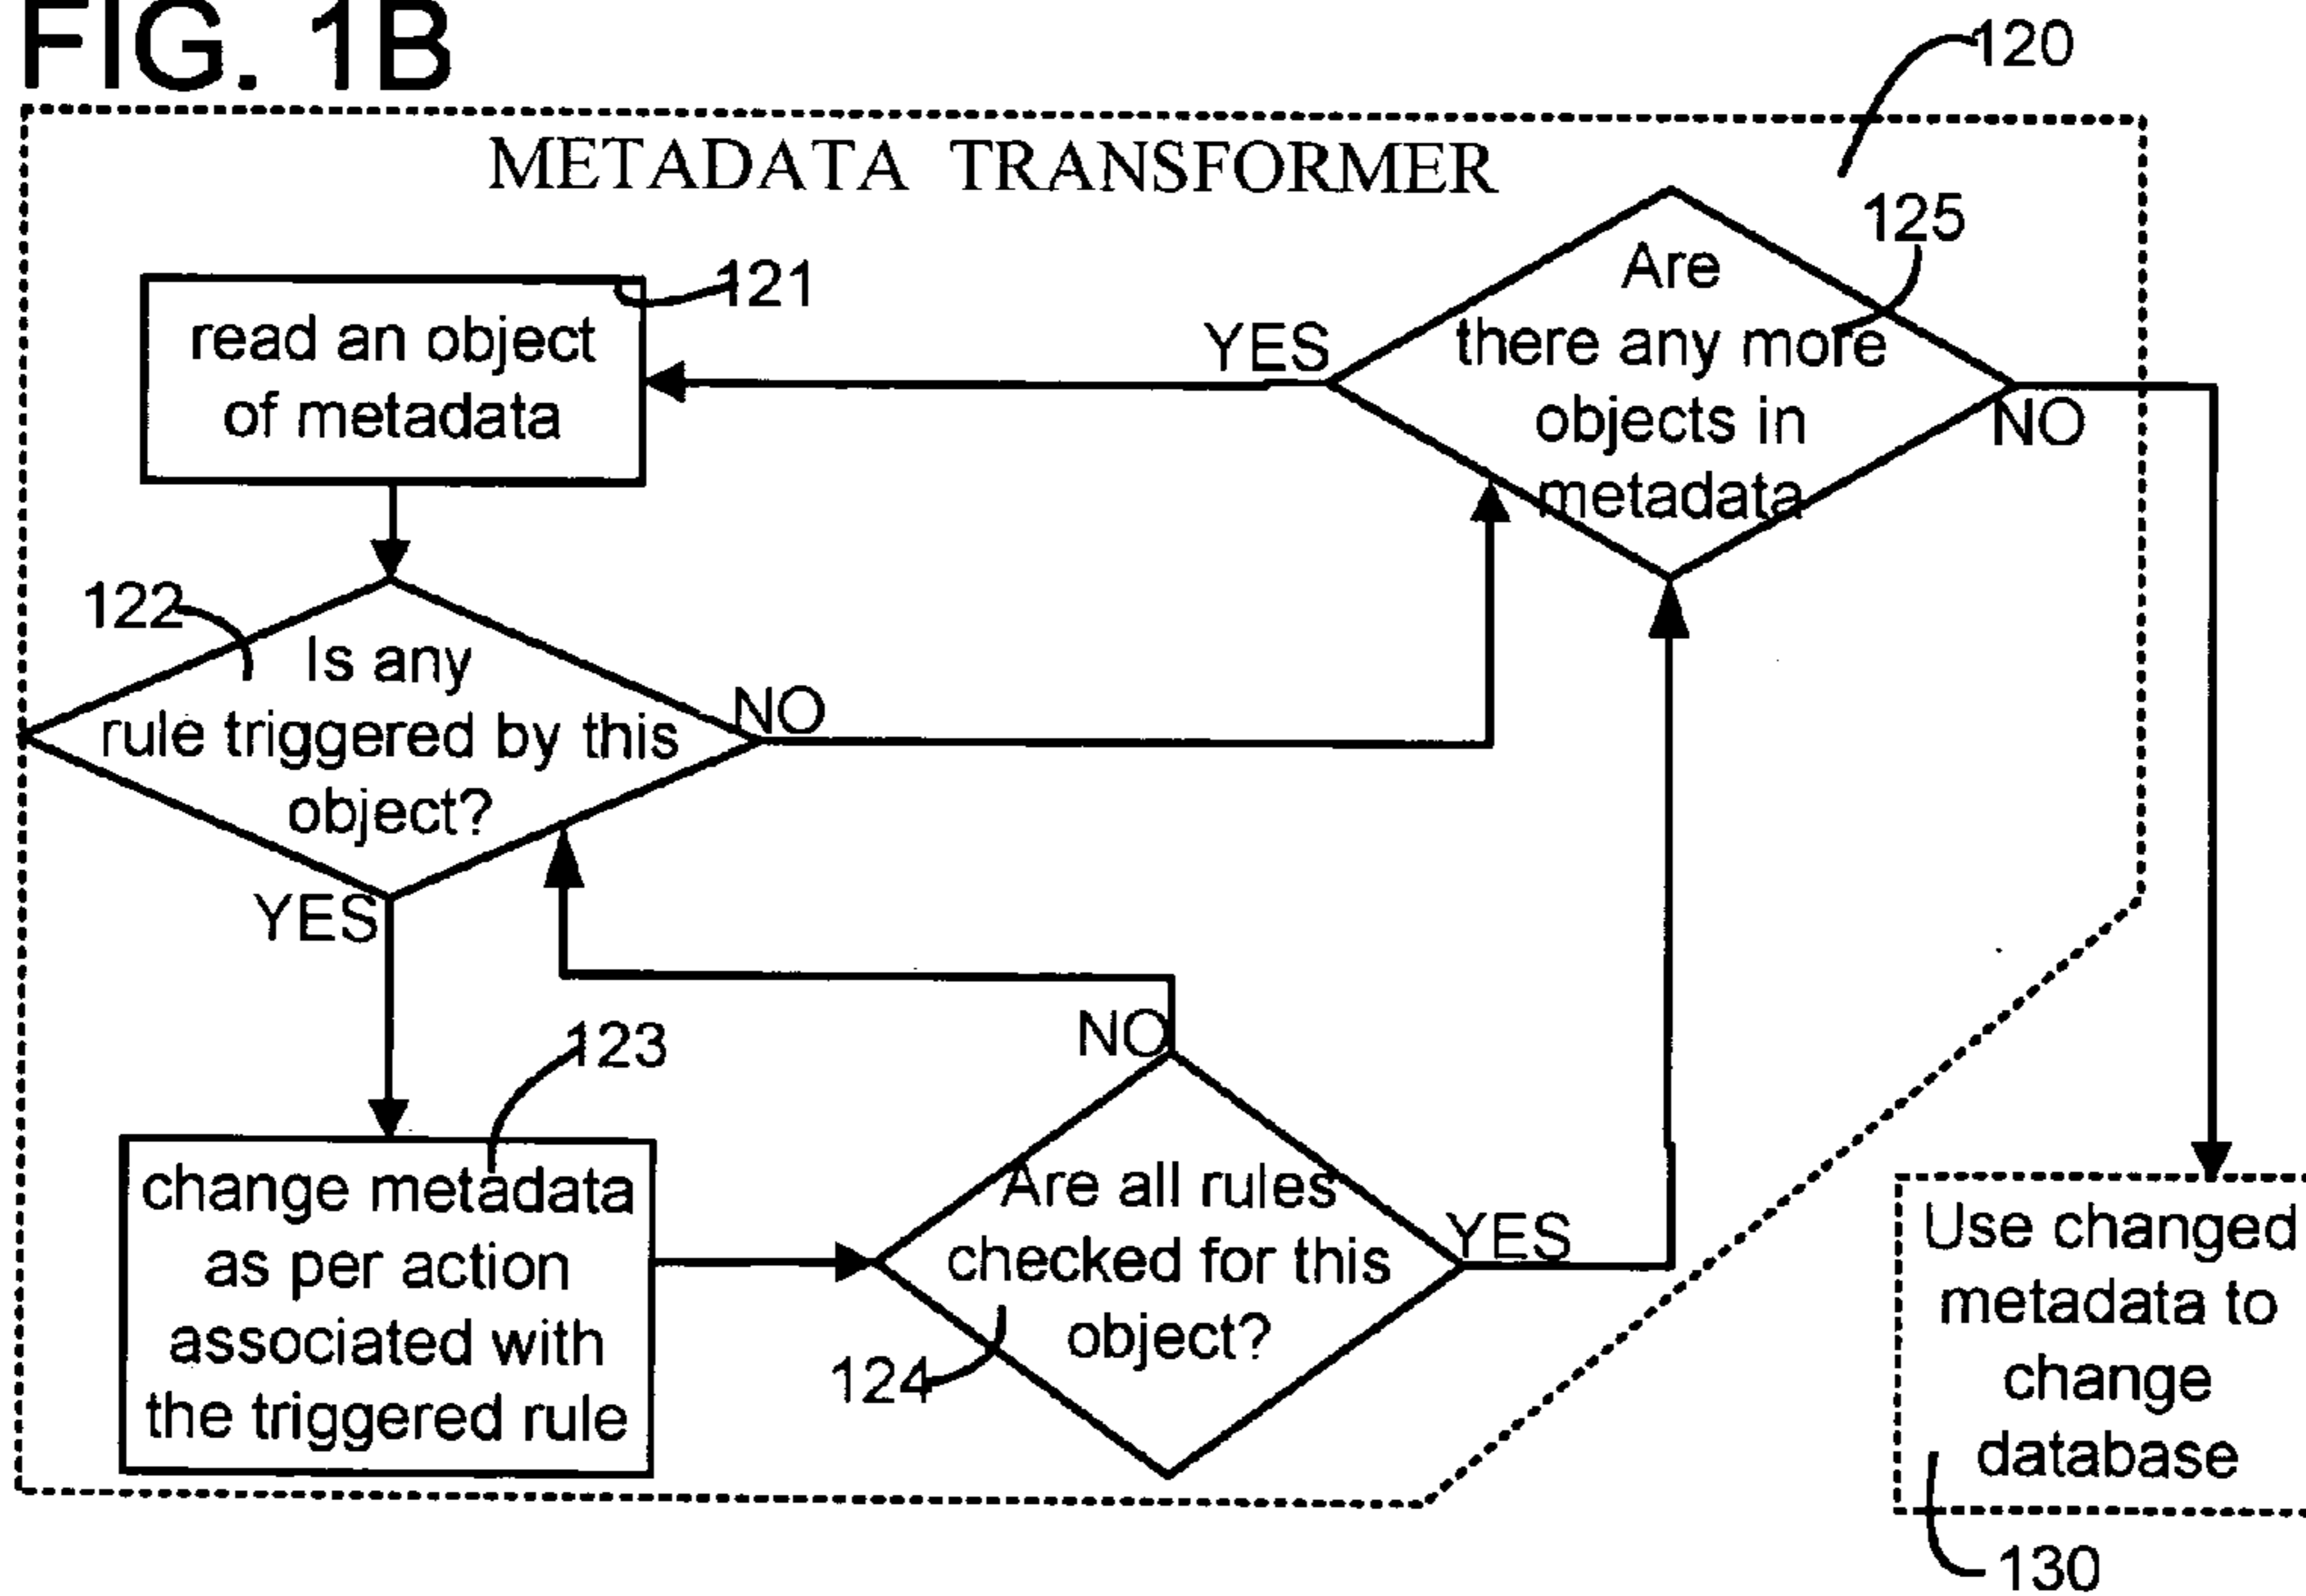 FIG. 1B
120
METADATA TRANSFORMER
125
121
read an object
of metadata
YES
Are
there any more
objects in
metadata
NO
122
Is any
rule triggered by this
object?
NO
YES
123
NO
change metadata
as per action
associated with
the triggered rule
Are all rules
checked for this
object?
YES
124
Use changed
metadata to
change
database
130